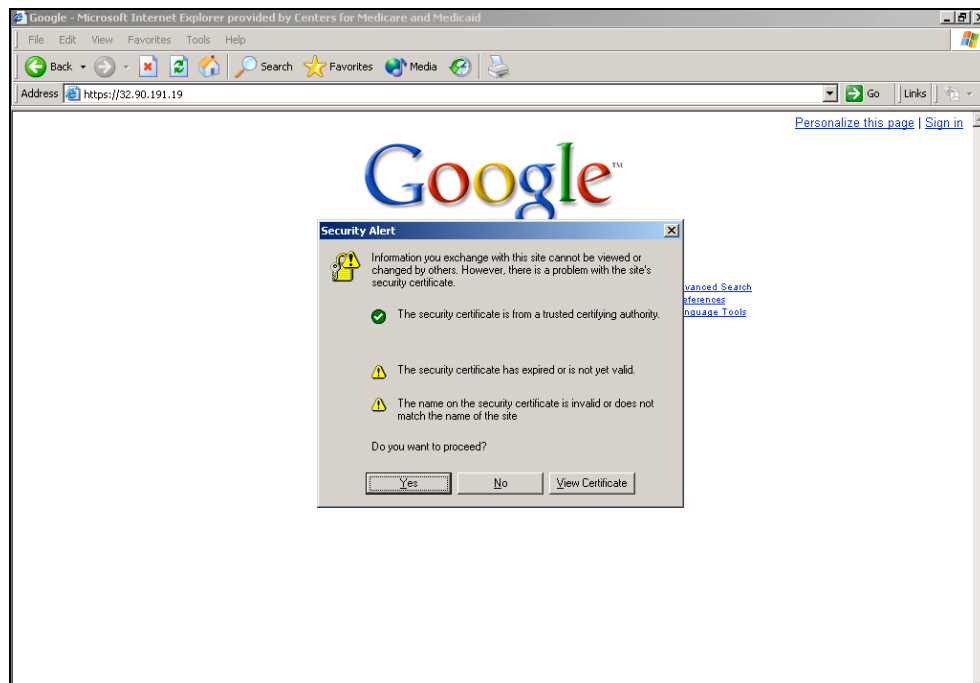 Google - Microsoft Internet Explorer provided by Centers for Medicare and Medicaid
File Edit View Favorites Tools Help
Back Search Favorites Media
Address https://32.90.191.19 Go Links
Personalize this page | Sign in
Google™
Security Alert
Information you exchange with this site cannot be viewed or
changed by others. However, there is a problem with the site's
security certificate.
vanced Search
eferences
nguage Tools
The security certificate is from a trusted certifying authority.
The security certificate has expired or is not yet valid.
The name on the security certificate is invalid or does not
match the name of the site
Do you want to proceed?
Yes No View Certificate